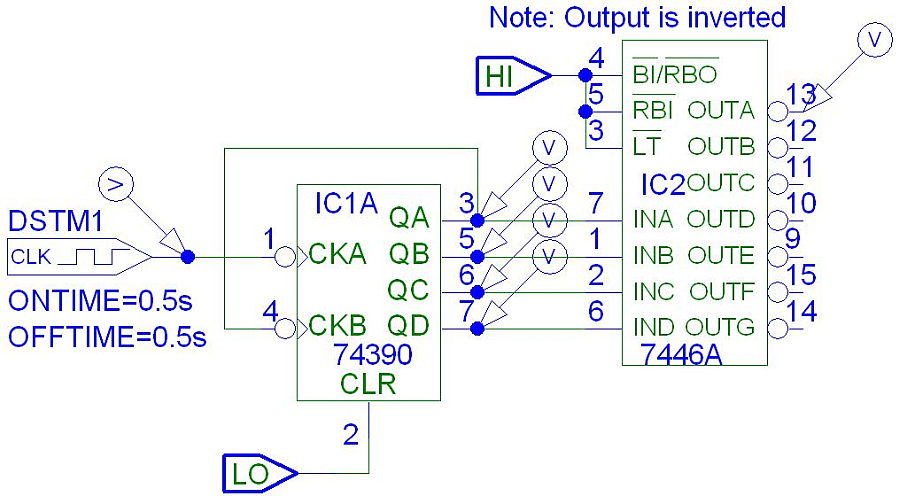 Note: Output is inverted
V
HI
4
BI/RBO
5
RBI
OUTA
13
3
LT
OUTB
12
V
IC2
OUTC
11
V
>
IC1A
V
DSTM1
CLK
3
QA
7
INA
OUTD
10
V
1
CKA
5
QB
1
INB
OUTE
9
ONTIME=0.5s
6
QC
2
INC
OUTF
15
OFFTIME=0.5s
4
CKB
7
QD
6
IND
OUTG
14
74390
7446A
CLR
2
LO